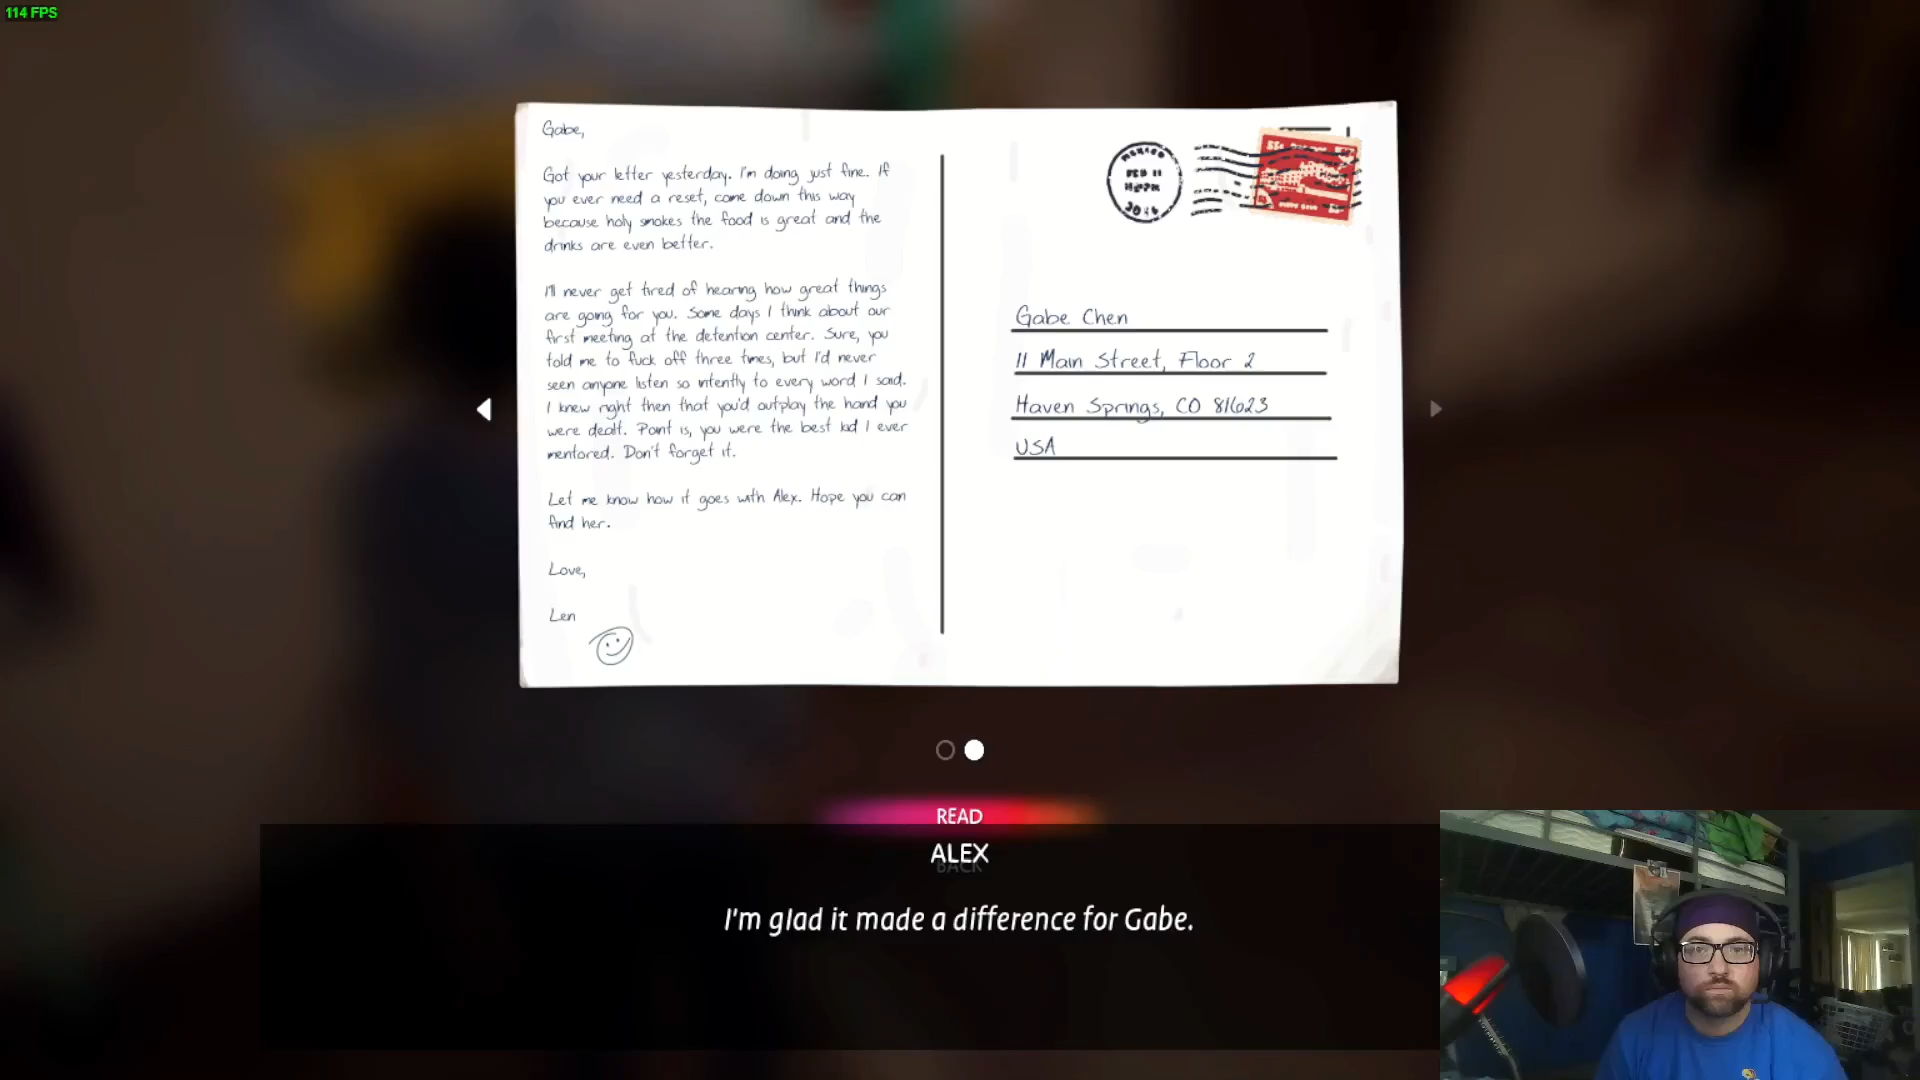 114 FPS
Gabe,
Got your letter yesterday. I'm doing just fine. If
you ever need a reset, come down this way
because holy smokes the food is great and the
drinks are even better.
I'll never get tired of hearing how great things
are going for you. Some days I think about our
first meeting at the detention center. Sure, you
told me to fuck off three times, but I'd never
seen anyone listen so intently to every word I said.
I knew right then that you'd outplay the hand you
were dealt. Point is, you were the best kid I ever
mentored. Don't forget it.
Let me know how it goes with Alex. Hope you can
find her.
Love,
Len
MEXICO
FEB 11
Gabe Chen
11 Main Street, Floor 2
Haven Springs, CO 81623
USA
READ
ALEX
BACK
I'm glad it made a difference for Gabe.